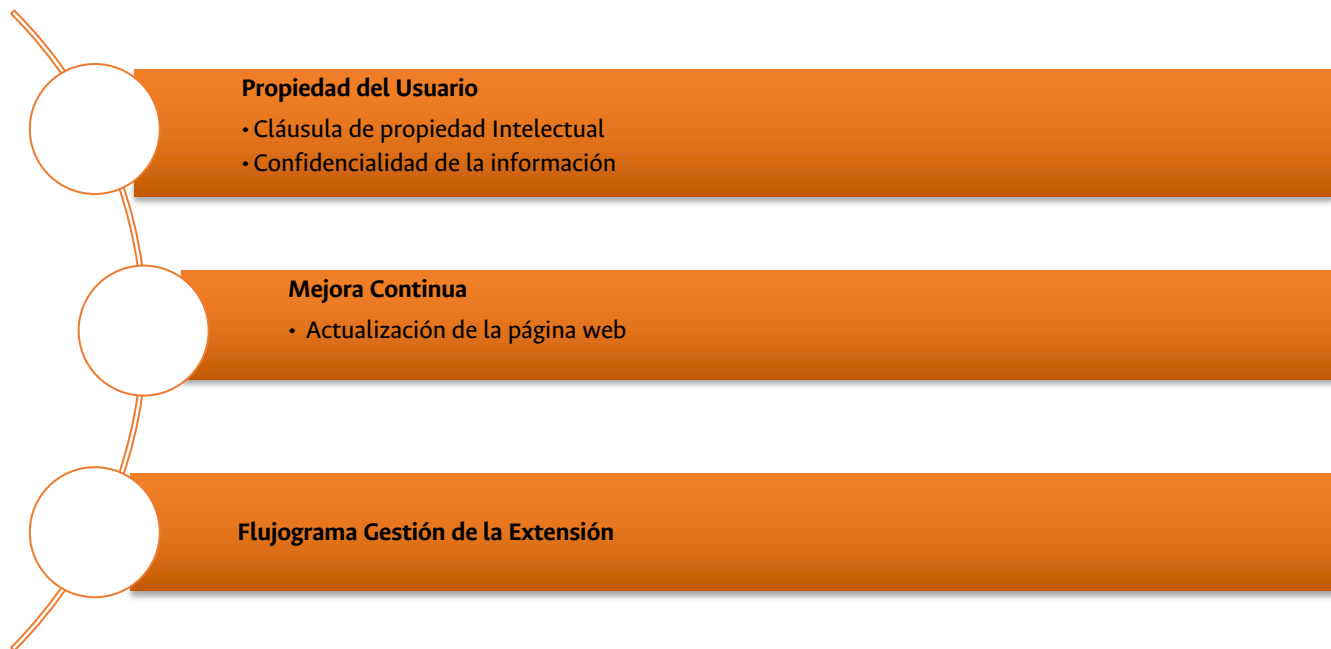 Propiedad del Usuario
• Cláusula de propiedad Intelectual
• Confidencialidad de la información
Mejora Continua
• Actualización de la página web
Flujograma Gestión de la Extensión